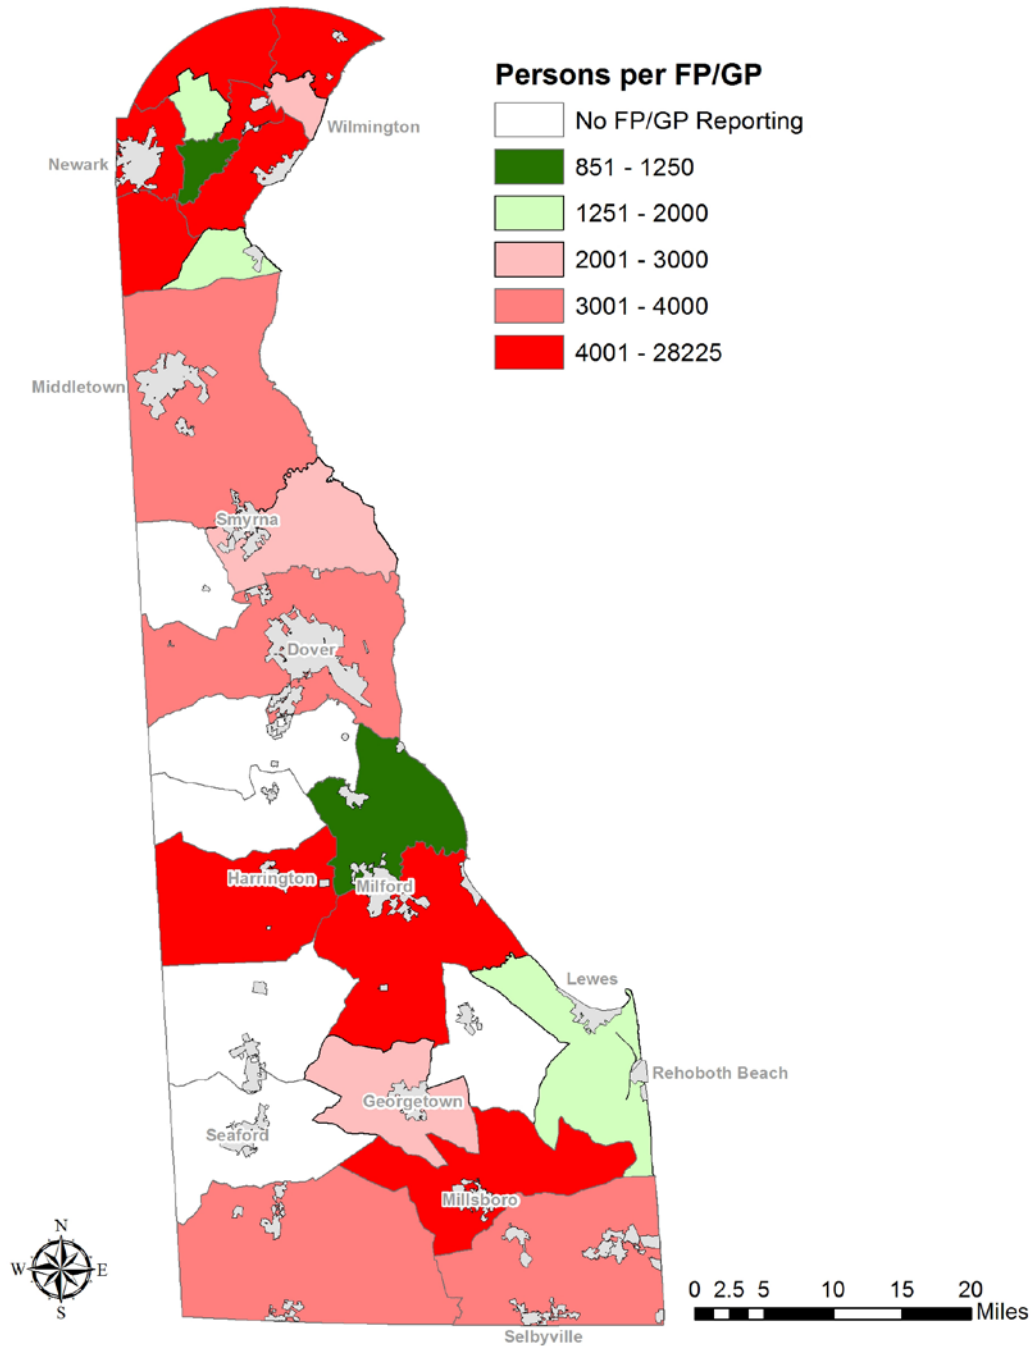 Persons per FP/GP
No FP/GP Reporting
851 - 1250
1251 - 2000
2001 - 3000
3001 - 4000
4001 - 28225
Wilmington
Newark
Middletown
Smyrna
Dover
Harrington
Milford
Lewes
Rehoboth Beach
Georgetown
Seaford
Millsboro
N
W E
S
0 2.5 5 10 15 20
Miles
Selbyville